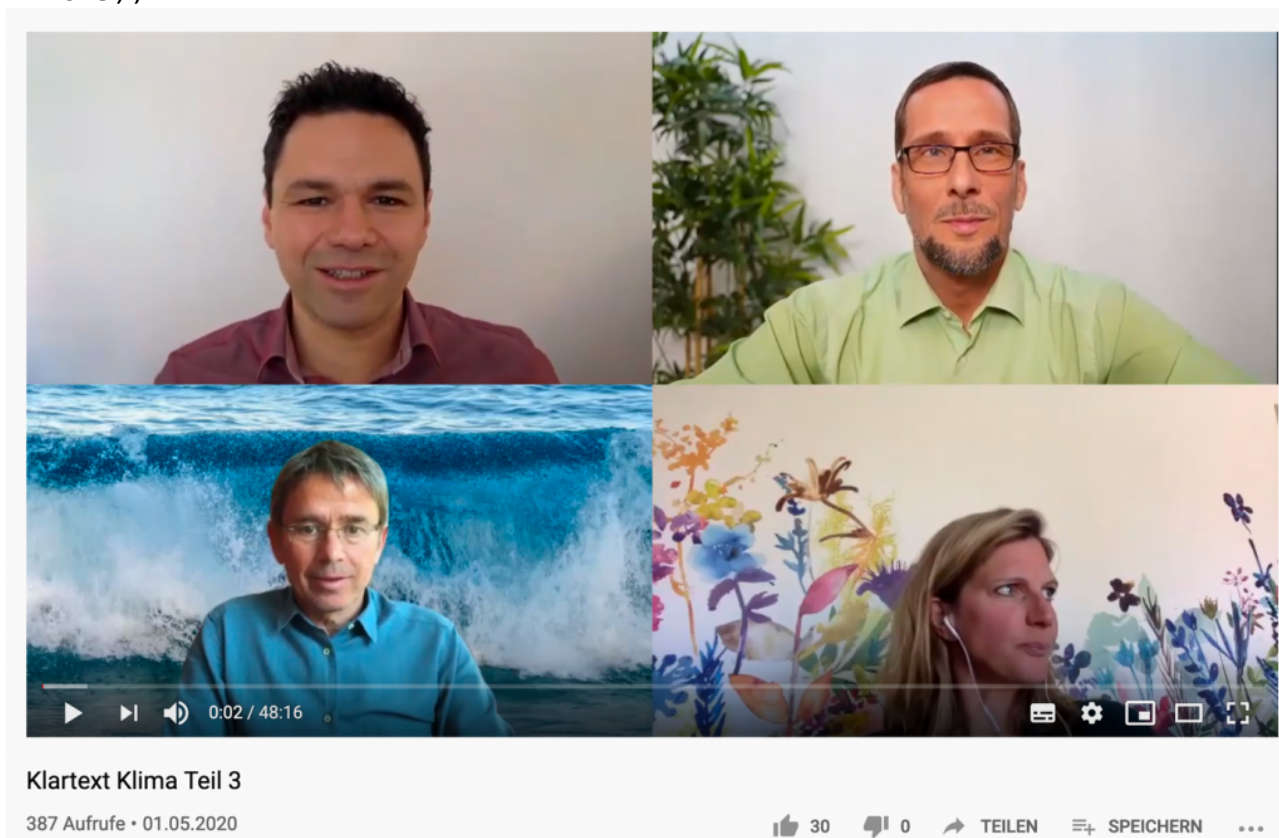 0:02 / 48:16
Klartext Klima Teil 3
387 Aufrufe • 01.05.2020
30 0 TEILEN SPEICHERN